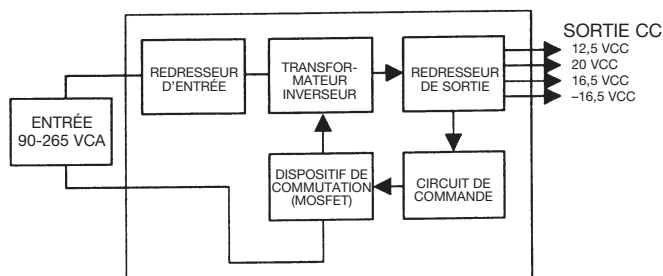 SORTIE CC
12,5 VCC
20 VCC
16,5 VCC
–16,5 VCC
REDRESSEUR
D'ENTRÉE
TRANSFOR-
MATEUR
INVERSEUR
REDRESSEUR
DE SORTIE
ENTRÉE
90-265 VCA
DISPOSITIF DE
COMMUTATION
(MOSFET)
CIRCUIT DE
COMMANDE